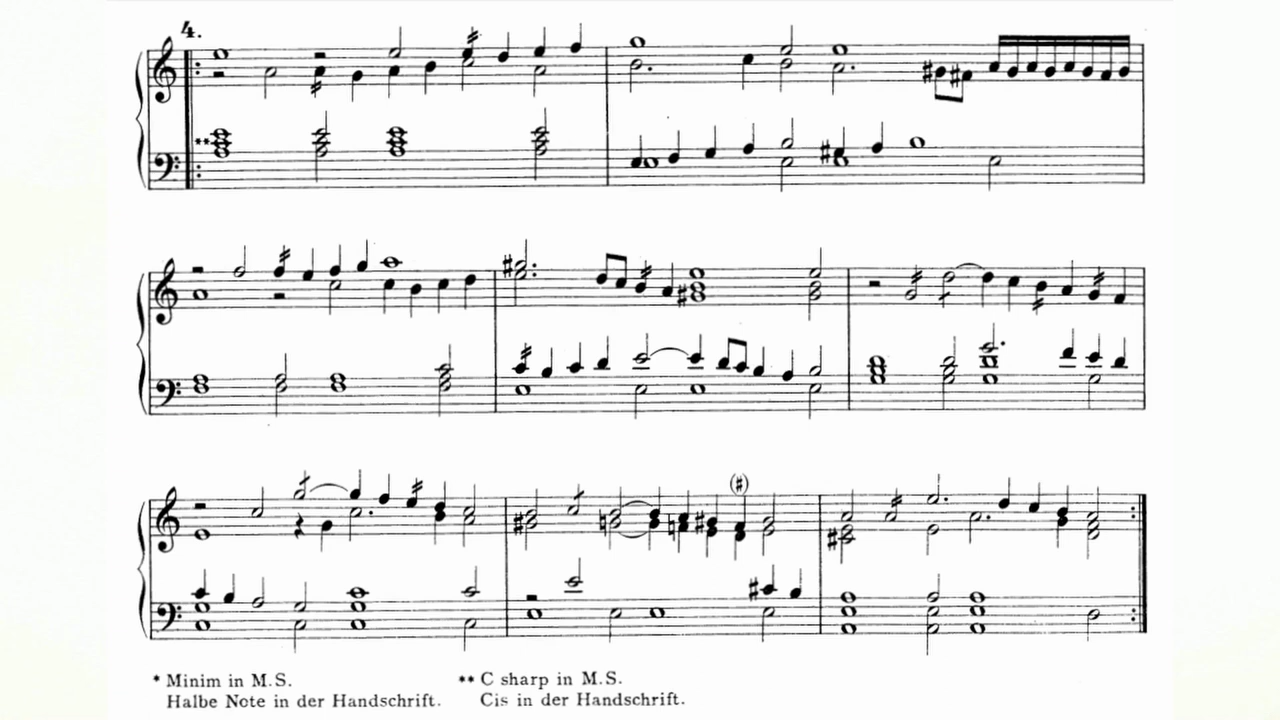 4.
**
(#)
* Minim in M.S.
Halbe Note in der Handschrift.
** C sharp in M.S.
Cis in der Handschrift.